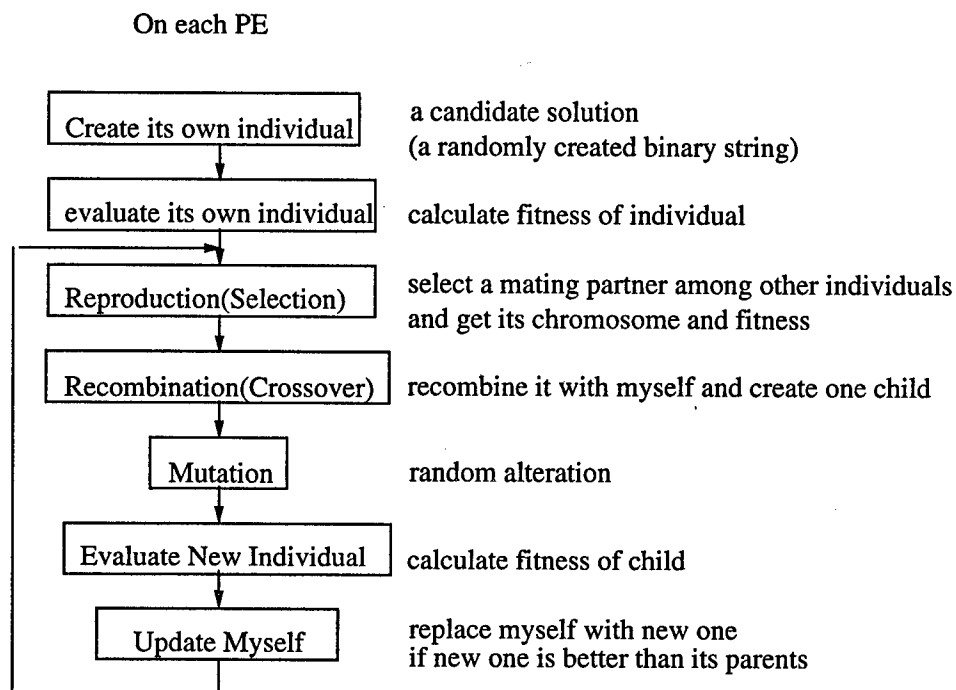 On each PE
Create its own individual
a candidate solution
(a randomly created binary string)
evaluate its own individual
calculate fitness of individual
Reproduction(Selection)
select a mating partner among other individuals
and get its chromosome and fitness
Recombination(Crossover)
recombine it with myself and create one child
Mutation
random alteration
Evaluate New Individual
calculate fitness of child
Update Myself
replace myself with new one
if new one is better than its parents